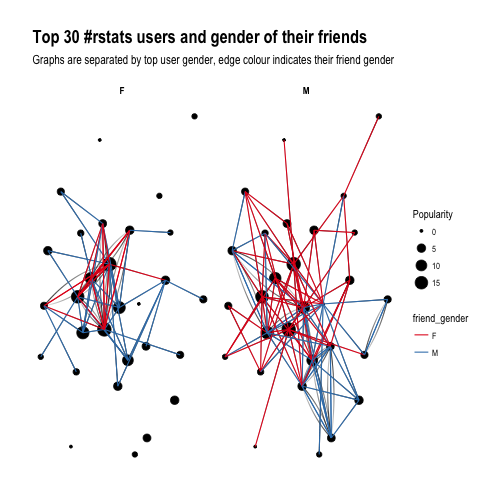 Top 30 #rstats users and gender of their friends
Graphs are separated by top user gender, edge colour indicates their friend gender
F
M
Popularity
0
5
10
15
friend_gender
F
M